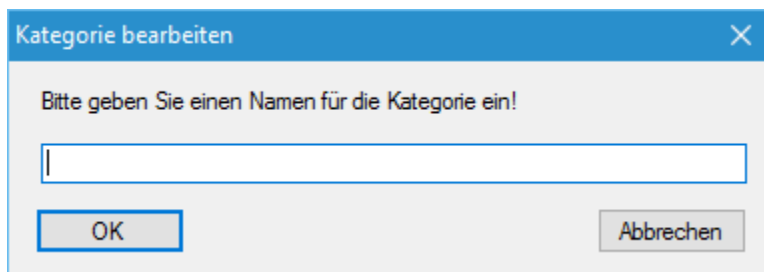 Kategorie bearbeiten
Bitte geben Sie einen Namen für die Kategorie ein!
OK
Abbrechen